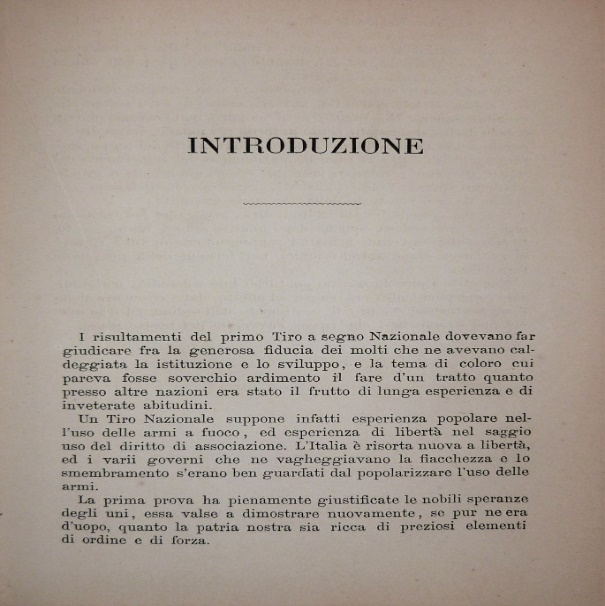 INTRODUZIONE
I risultamenti del primo Tiro a segno Nazionale dovevano far
giudicare fra la generosa fiducia dei molti che ne avevano cal-
deggiata la istituzione e lo sviluppo, e la tema di coloro cui
pareva fosse soverchio ardimento il fare d'un tratto quanto
presso altre nazioni era stato il frutto di lunga esperienza e di
inveterate abitudini.
Un Tiro Nazionale suppone infatti esperienza popolare nel-
l'uso delle armi a fuoco, ed esperienza di libertà nel saggio
uso del diritto di associazione. L'Italia è risorta nuova a libertà,
ed i varii governi che ne vagheggiavano la fiacchezza e lo
smembramento s'erano ben guardati dal popolarizzare l'uso delle
armi.
La prima prova ha pienamente giustificate le nobili speranze
degli uni, essa valse a dimostrare nuovamente, se pur ne era
d'uopo, quanto la patria nostra sia ricca di preziosi elementi
di ordine e di forza.